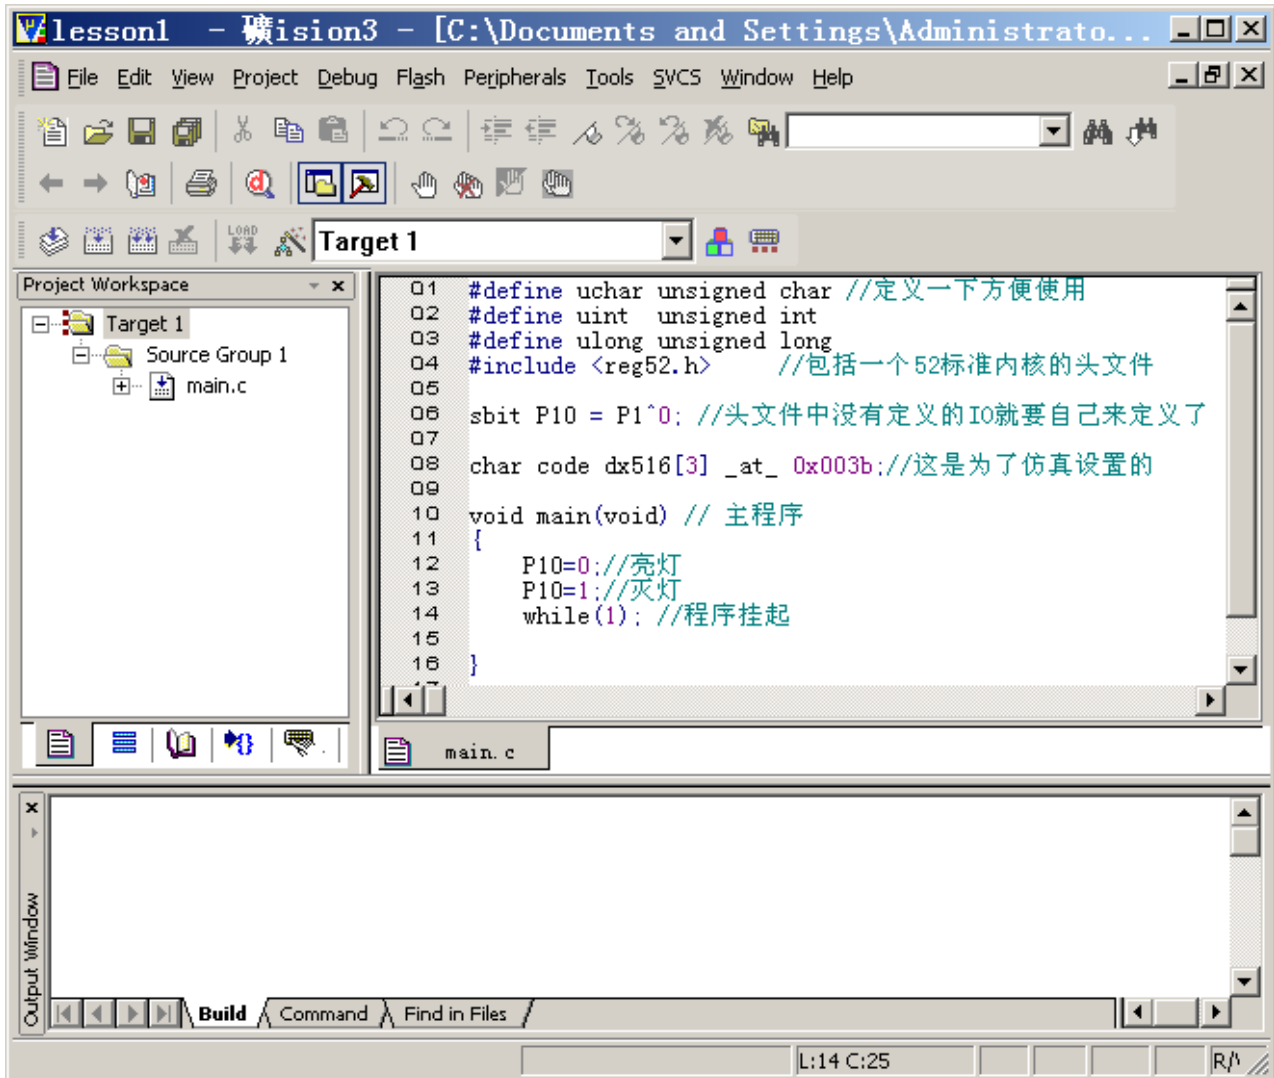 lesson1 - 礦ision3 - [C:\Documents and Settings\Administrato...
File Edit View Project Debug Flash Peripherals Tools SVCS Window Help
LOAD
Target 1
Project Workspace
Target 1
Source Group 1
main.c
01 #define uchar unsigned char //定义一下方便使用
02 #define uint  unsigned int
03 #define ulong unsigned long
04 #include <reg52.h>     //包括一个52标准内核的头文件
05
06 sbit P10 = P1^0; //头文件中没有定义的IO就要自己来定义了
07
08 char code dx516[3] _at_ 0x003b;//这是为了仿真设置的
09
10 void main(void) // 主程序
11 {
12     P10=0;//亮灯
13     P10=1;//灭灯
14     while(1); //程序挂起
15
16 }
main.c
Output Window
Build Command Find in Files
L:14 C:25